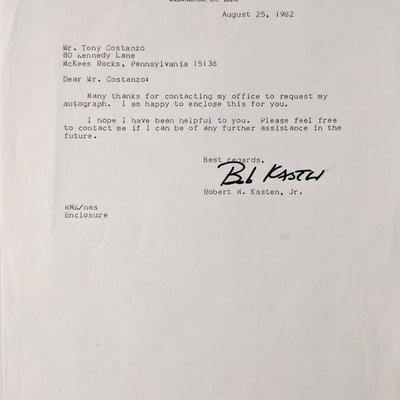 WASHINGTON, D.C. 20510
August 25, 1982
Mr. Tony Costanzo
80 Kennedy Lane
McKees Rocks, Pennsylvania 15136
Dear Mr. Costanzo:
Many thanks for contacting my office to request my
autograph. I am happy to enclose this for you.
I hope I have been helpful to you. Please feel free
to contact me if I can be of any further assistance in the
future.
Best regards,
Bob Kasten
Robert W. Kasten, Jr.
RWK/nas
Enclosure